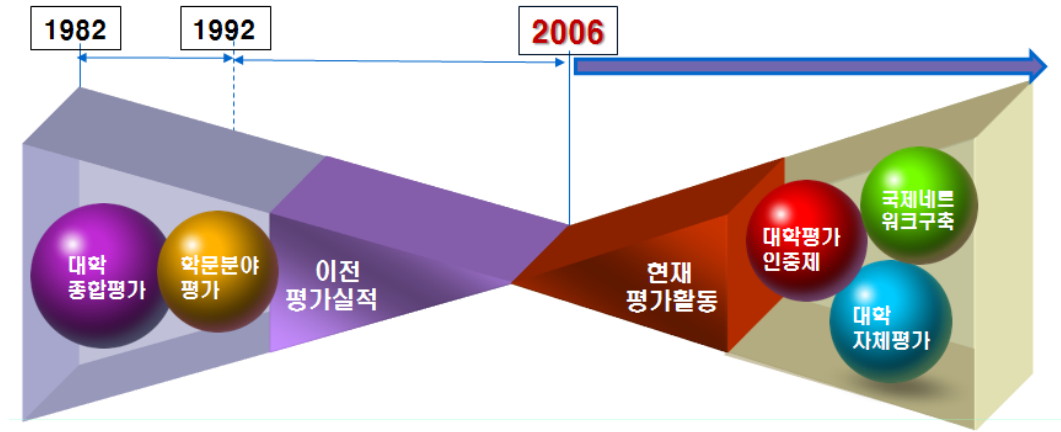 1982
1992
2006
대학
종합평가
학문분야
평가
이전
평가실적
현재
평가활동
대학평가
인증제
국제네트
워크구축
대학
자체평가